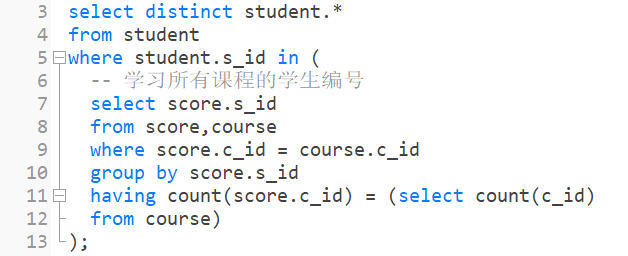 3 select distinct student.*
4 from student
5 where student.s_id in (
6 -- 学习所有课程的学生编号
7 select score.s_id
8 from score,course
9 where score.c_id = course.c_id
10 group by score.s_id
11 having count(score.c_id) = (select count(c_id)
12 from course)
13 );